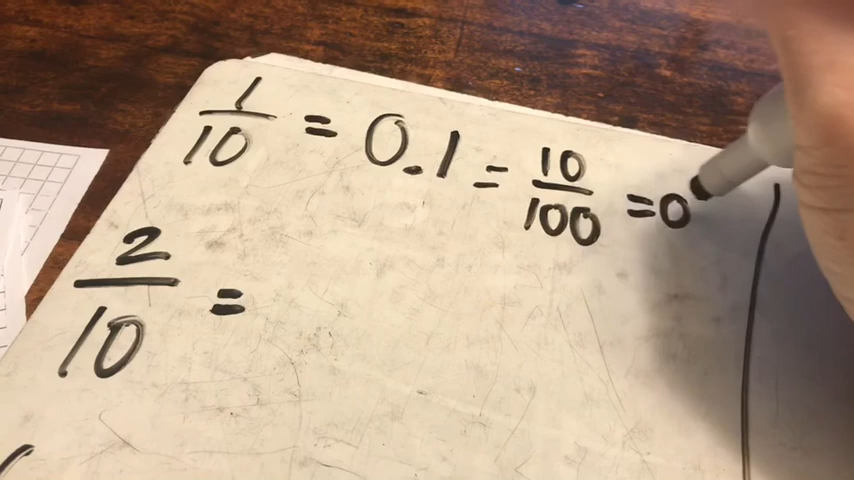 1/10 = 0.1 = 10/100 = 0
2/10 =